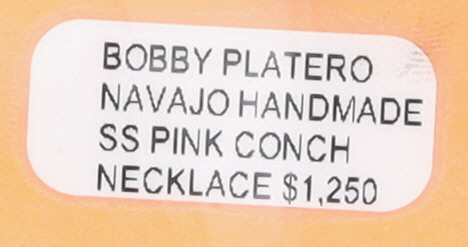 BOBBY PLATERO
NAVAJO HANDMADE
SS PINK CONCH
NECKLACE $1,250